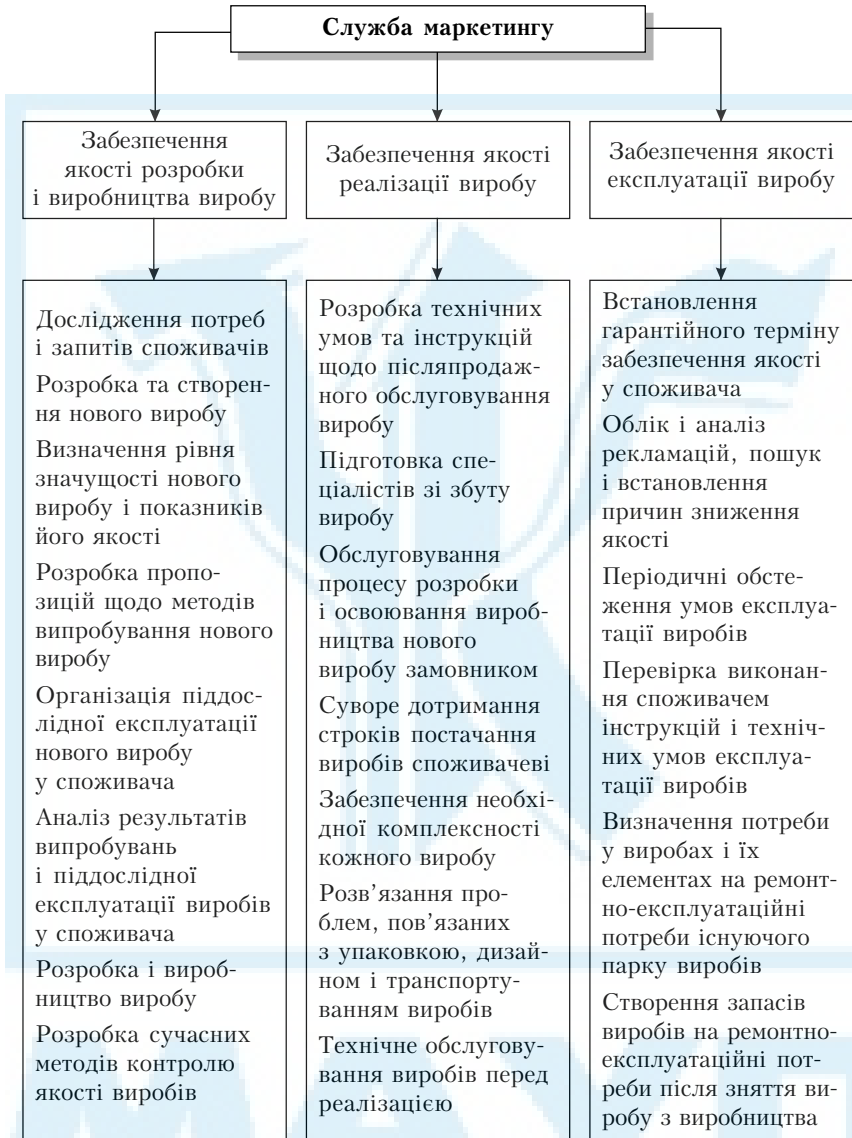 Служба маркетингу
Забезпечення
якості розробки
і виробництва виробу
Забезпечення якості
реалізації виробу
Забезпечення якості
експлуатації виробу
Дослідження потреб
і запитів споживачів
Розробка та створен-
ня нового виробу
Визначення рівня
значущості нового
виробу і показників
його якості
Розробка пропо-
зицій щодо методів
випробування нового
виробу
Організація піддос-
лідної експлуатації
нового виробу
у споживача
Аналіз результатів
випробувань
і піддослідної
експлуатації виробів
у споживача
Розробка і вироб-
ництво виробу
Розробка сучасних
методів контролю
якості виробів
Розробка технічних
умов та інструкцій
щодо післяпродаж-
ного обслуговування
виробу
Підготовка спе-
ціалістів зі збуту
виробу
Обслуговування
процесу розробки
і освоювання вироб-
ництва нового
виробу замовником
Суворе дотримання
строків постачання
виробів споживачеві
Забезпечення необхі-
дної комплексності
кожного виробу
Розв’язання про-
блем, пов’язаних
з упаковкою, дизай-
ном і транспорту-
ванням виробів
Технічне обслугову-
вання виробів перед
реалізацією
Встановлення
гарантійного терміну
забезпечення якості
у споживача
Облік і аналіз
рекламацій, пошук
і встановлення
причин зниження
якості
Періодичні обсте-
ження умов експлуа-
тації виробів
Перевірка виконан-
ня споживачем
інструкцій і техніч-
них умов експлуа-
тації виробів
Визначення потреби
у виробах і їх
елементах на ремонт-
но-експлуатаційні
потреби існуючого
парку виробів
Створення запасів
виробів на ремонтно-
експлуатаційні пот-
реби після зняття ви-
робу з виробництва